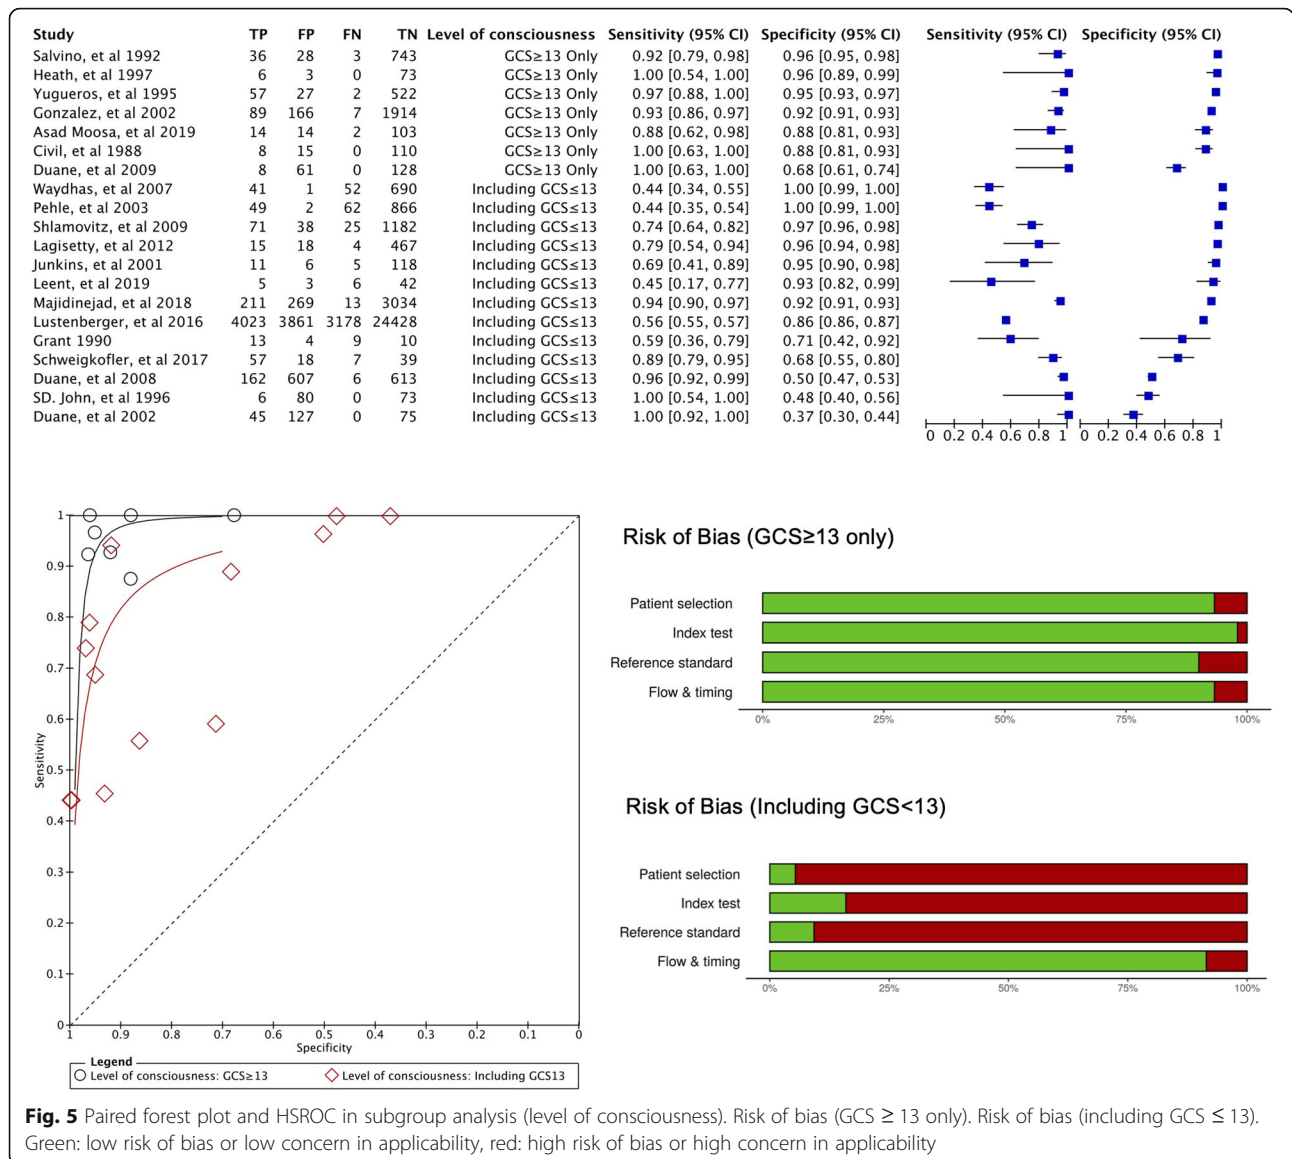 Study TP FP FN TN Level of consciousness Sensitivity (95% CI) Specificity (95% CI) Sensitivity (95% CI) Specificity (95% CI)
Salvino, et al 1992 36 28 3 743 GCS≥13 Only 0.92 [0.79, 0.98] 0.96 [0.95, 0.98]
Heath, et al 1997 6 3 0 73 GCS≥13 Only 1.00 [0.54, 1.00] 0.96 [0.89, 0.99]
Yugueros, et al 1995 57 27 2 522 GCS≥13 Only 0.97 [0.88, 1.00] 0.95 [0.93, 0.97]
Gonzalez, et al 2002 89 166 7 1914 GCS≥13 Only 0.93 [0.86, 0.97] 0.92 [0.91, 0.93]
Asad Moosa, et al 2019 14 14 2 103 GCS≥13 Only 0.88 [0.62, 0.98] 0.88 [0.81, 0.93]
Civil, et al 1988 8 15 0 110 GCS≥13 Only 1.00 [0.63, 1.00] 0.88 [0.81, 0.93]
Duane, et al 2009 8 61 0 128 GCS≥13 Only 1.00 [0.63, 1.00] 0.68 [0.61, 0.74]
Waydhas, et al 2007 41 1 52 690 Including GCS≤13 0.44 [0.34, 0.55] 1.00 [0.99, 1.00]
Pehle, et al 2003 49 2 62 866 Including GCS≤13 0.44 [0.35, 0.54] 1.00 [0.99, 1.00]
Shlamovitz, et al 2009 71 38 25 1182 Including GCS≤13 0.74 [0.64, 0.82] 0.97 [0.96, 0.98]
Lagisetty, et al 2012 15 18 4 467 Including GCS≤13 0.79 [0.54, 0.94] 0.96 [0.94, 0.98]
Junkins, et al 2001 11 6 5 118 Including GCS≤13 0.69 [0.41, 0.89] 0.95 [0.90, 0.98]
Leent, et al 2019 5 3 6 42 Including GCS≤13 0.45 [0.17, 0.77] 0.93 [0.82, 0.99]
Majidinejad, et al 2018 211 269 13 3034 Including GCS≤13 0.94 [0.90, 0.97] 0.92 [0.91, 0.93]
Lustenberger, et al 2016 4023 3861 3178 24428 Including GCS≤13 0.56 [0.55, 0.57] 0.86 [0.86, 0.87]
Grant 1990 13 4 9 10 Including GCS≤13 0.59 [0.36, 0.79] 0.71 [0.42, 0.92]
Schweigkofler, et al 2017 57 18 7 39 Including GCS≤13 0.89 [0.79, 0.95] 0.68 [0.55, 0.80]
Duane, et al 2008 162 607 6 613 Including GCS≤13 0.96 [0.92, 0.99] 0.50 [0.47, 0.53]
SD. John, et al 1996 6 80 0 73 Including GCS≤13 1.00 [0.54, 1.00] 0.48 [0.40, 0.56]
Duane, et al 2002 45 127 0 75 Including GCS≤13 1.00 [0.92, 1.00] 0.37 [0.30, 0.44]
0 0.2 0.4 0.6 0.8 1 0 0.2 0.4 0.6 0.8 1
1
0.9
0.8
0.7
0.6
0.5
0.4
0.3
0.2
0.1
0
Sensitivity
1 0.9 0.8 0.7 0.6 0.5 0.4 0.3 0.2 0.1 0
Specificity
Legend
Level of consciousness: GCS≥13 Level of consciousness: Including GCS13
Risk of Bias (GCS≥13 only)
Patient selection
Index test
Reference standard
Flow & timing
0% 25% 50% 75% 100%
Risk of Bias (Including GCS<13)
Patient selection
Index test
Reference standard
Flow & timing
0% 25% 50% 75% 100%
Fig. 5 Paired forest plot and HSROC in subgroup analysis (level of consciousness). Risk of bias (GCS ≥ 13 only). Risk of bias (including GCS ≤ 13).
Green: low risk of bias or low concern in applicability, red: high risk of bias or high concern in applicability